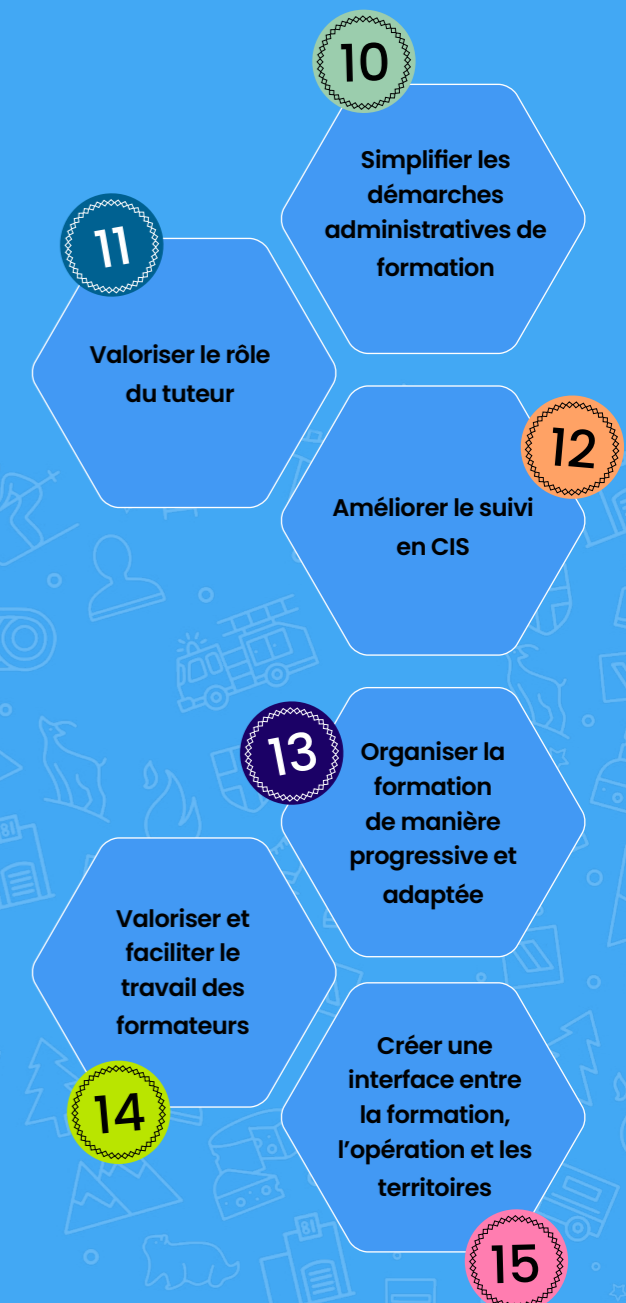 10
Simplifier les
démarches
administratives de
formation
11
Valoriser le rôle
du tuteur
12
Améliorer le suivi
en CIS
13
Organiser la
formation
de manière
progressive et
adaptée
Valoriser et
faciliter le
travail des
formateurs
14
Créer une
interface entre
la formation,
l’opération et les
territoires
15
81
81